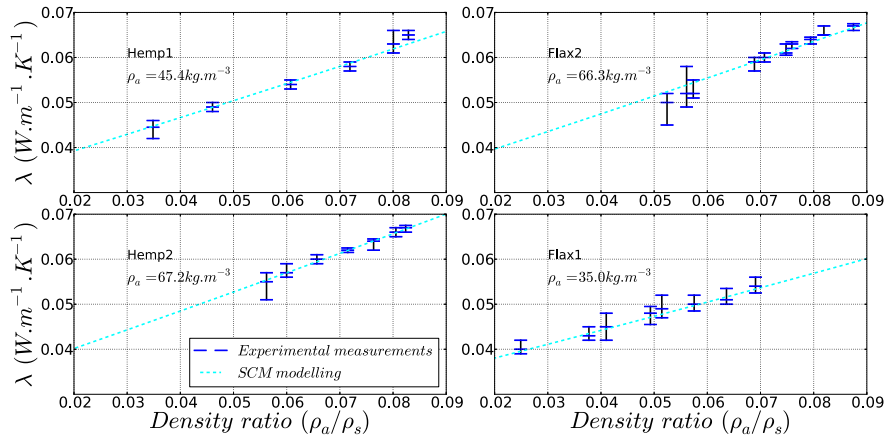 λ (W.m⁻¹.K⁻¹)
0.07
0.06
0.05
0.04
0.02 0.03 0.04 0.05 0.06 0.07 0.08 0.09
Hemp1
ρₐ =45.4kg.m⁻³
0.07
0.06
0.05
0.04
0.02 0.03 0.04 0.05 0.06 0.07 0.08 0.09
Flax2
ρₐ =66.3kg.m⁻³
λ (W.m⁻¹.K⁻¹)
0.07
0.06
0.05
0.04
0.02 0.03 0.04 0.05 0.06 0.07 0.08 0.09
Hemp2
ρₐ =67.2kg.m⁻³
Experimental measurements
SCM modelling
Density ratio (ρₐ/ρₛ)
0.07
0.06
0.05
0.04
0.02 0.03 0.04 0.05 0.06 0.07 0.08 0.09
Flax1
ρₐ =35.0kg.m⁻³
Density ratio (ρₐ/ρₛ)